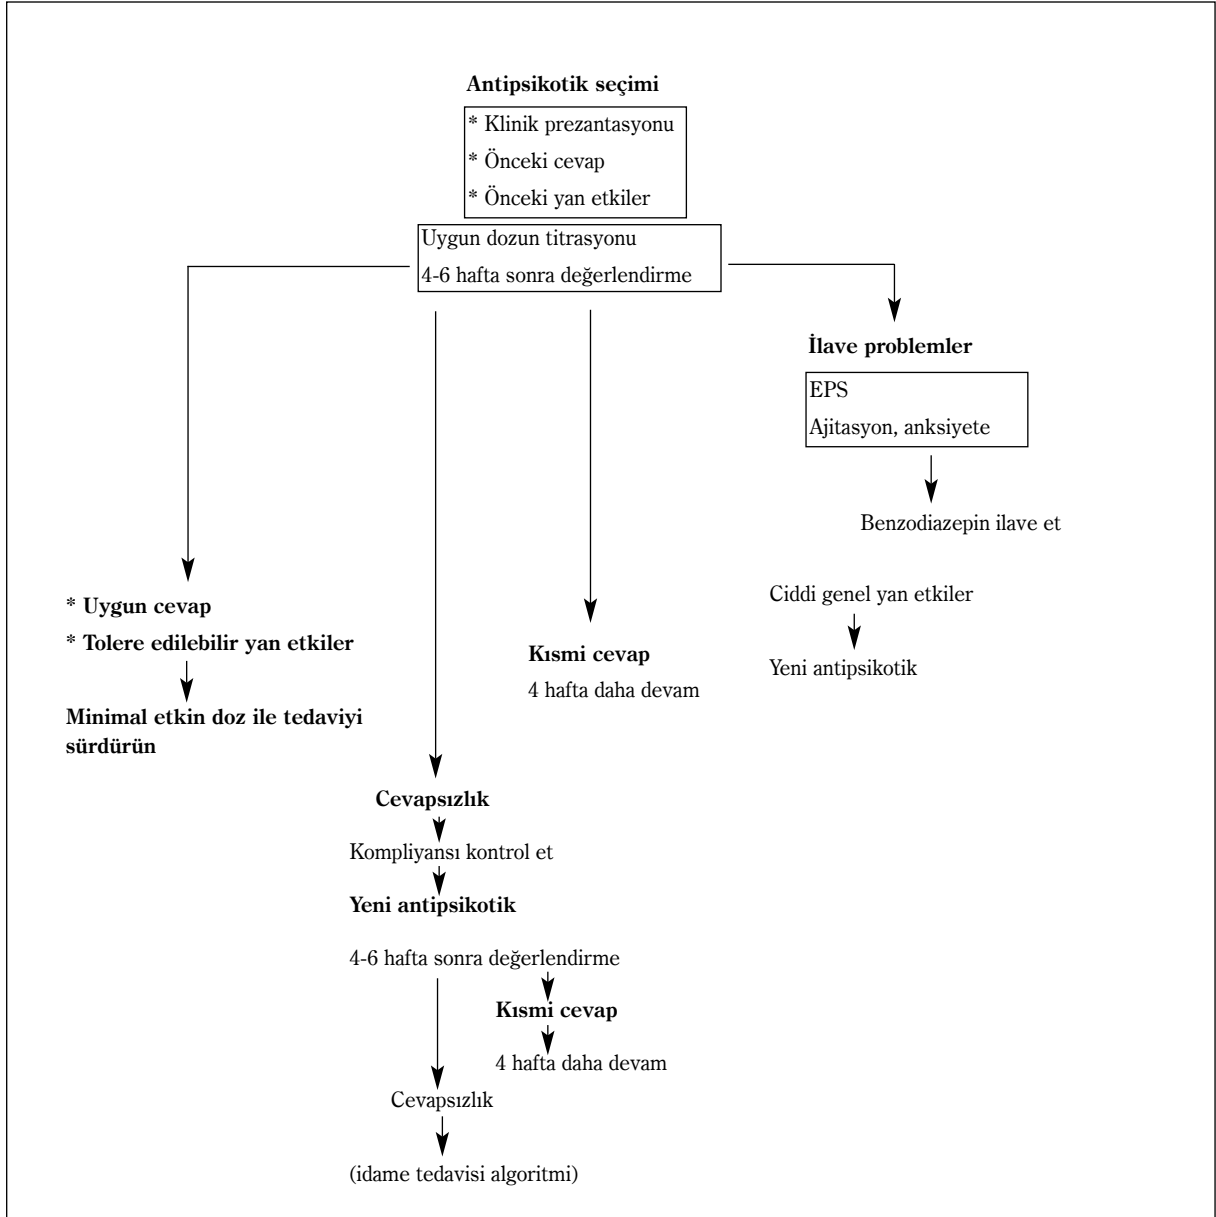 Antipsikotik seçimi
* Klinik prezantasyonu
* Önceki cevap
* Önceki yan etkiler
Uygun dozun titrasyonu
4-6 hafta sonra değerlendirme
İlave problemler
EPS
Ajitasyon, anksiyete
Benzodiazepin ilave et
Ciddi genel yan etkiler
Yeni antipsikotik
* Uygun cevap
* Tolere edilebilir yan etkiler
Minimal etkin doz ile tedaviyi
sürdürün
Kısmi cevap
4 hafta daha devam
Cevapsızlık
Kompliyansı kontrol et
Yeni antipsikotik
4-6 hafta sonra değerlendirme
Kısmi cevap
4 hafta daha devam
Cevapsızlık
(idame tedavisi algoritmi)